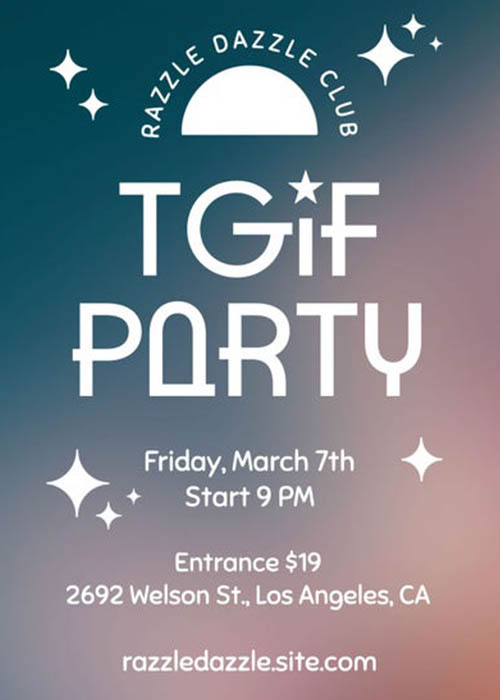 RAZZLE DAZZLE CLUB
TGiF
PARTY
Friday, March 7th
Start 9 PM
Entrance $19
2692 Welson St., Los Angeles, CA
razzledazzle.site.com